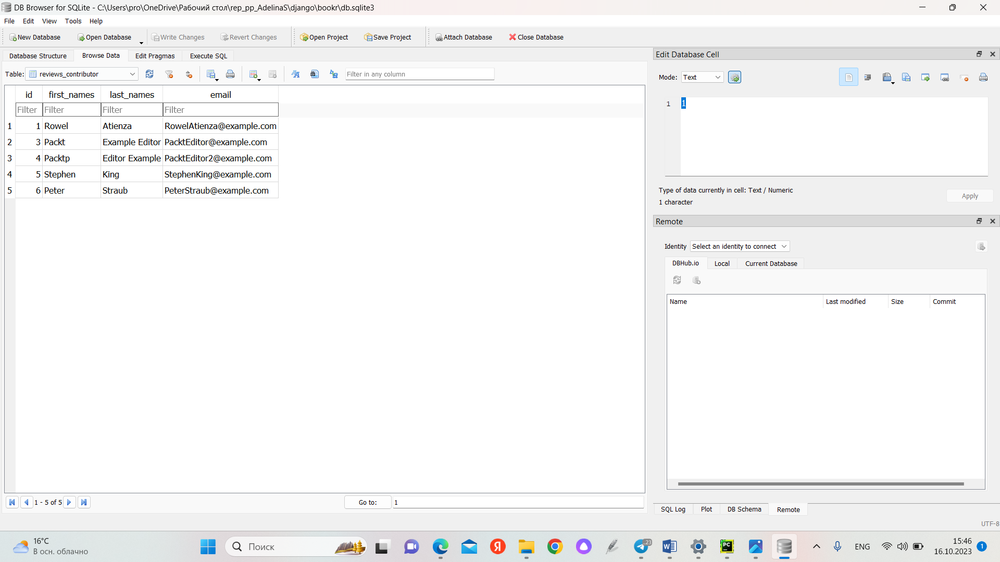 DB Browser for SQLite - C:\Users\pro\OneDrive\Рабочий стол\rep_pp_AdelinaS\django\bookr\db.sqlite3
File Edit View Tools Help
New Database Open Database Write Changes Revert Changes Open Project Save Project Attach Database Close Database
Database Structure Browse Data Edit Pragmas Execute SQL
Table: reviews_contributor Filter in any column
id first_names last_names email
Filter Filter Filter Filter
1 1 Rowel Atienza RowelAtienza@example.com
2 3 Packt Example Editor PacktEditor@example.com
3 4 Packtp Editor Example PacktEditor2@example.com
4 5 Stephen King StephenKing@example.com
5 6 Peter Straub PeterStraub@example.com
1 - 5 of 5 Go to: 1
Edit Database Cell
Mode: Text
1 1
Type of data currently in cell: Text / Numeric
1 character
Apply
Remote
Identity Select an identity to connect
DBHub.io Local Current Database
Name Last modified Size Commit
SQL Log Plot DB Schema Remote
UTF-8
16°C
В осн. облачно
Поиск
Я
..23
W
PC
ENG
15:46
16.10.2023
1